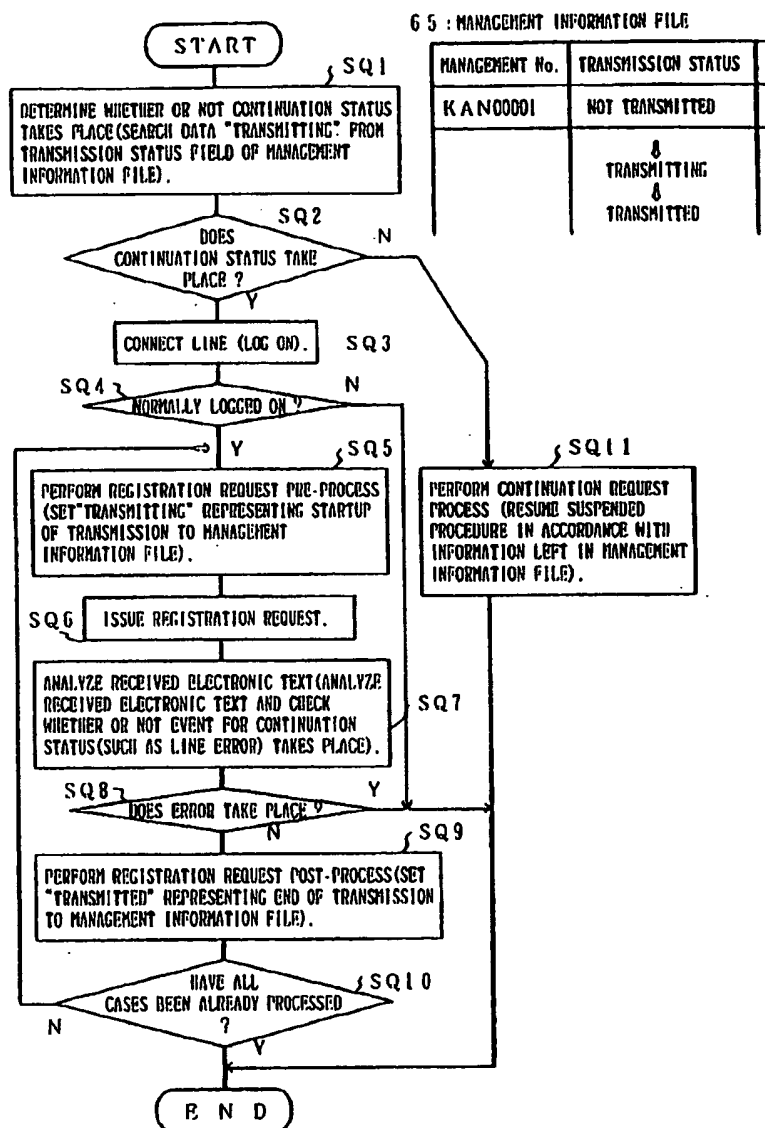 65 : MANAGEMENT INFORMATION FILE
MANAGEMENT No. TRANSMISSION STATUS
KAN00001 NOT TRANSMITTED
TRANSMITTING
TRANSMITTED
START
SQ1
DETERMINE WHETHER OR NOT CONTINUATION STATUS
TAKES PLACE(SEARCH DATA "TRANSMITTING" FROM
TRANSMISSION STATUS FIELD OF MANAGEMENT
INFORMATION FILE).
SQ2
DOES
CONTINUATION STATUS TAKE
PLACE ?
N
Y
CONNECT LINE (LOG ON).
SQ3
SQ4
NORMALLY LOGGED ON ?
N
Y
SQ5
PERFORM REGISTRATION REQUEST PRE-PROCESS
(SET"TRANSMITTING" REPRESENTING STARTUP
OF TRANSMISSION TO MANAGEMENT
INFORMATION FILE).
SQ11
PERFORM CONTINUATION REQUEST
PROCESS (RESUME SUSPENDED
PROCEDURE IN ACCORDANCE WITH
INFORMATION LEFT IN MANAGEMENT
INFORMATION FILE).
SQ6
ISSUE REGISTRATION REQUEST.
ANALYZE RECEIVED ELECTRONIC TEXT(ANALYZE
RECEIVED ELECTRONIC TEXT AND CHECK
WHETHER OR NOT EVENT FOR CONTINUATION
STATUS(SUCH AS LINE ERROR) TAKES PLACE).
SQ7
SQ8
DOES ERROR TAKE PLACE ?
Y
N
SQ9
PERFORM REGISTRATION REQUEST POST-PROCESS(SET
"TRANSMITTED" REPRESENTING END OF TRANSMISSION
TO MANAGEMENT INFORMATION FILE).
SQ10
HAVE ALL
CASES BEEN ALREADY PROCESSED
?
N
Y
END